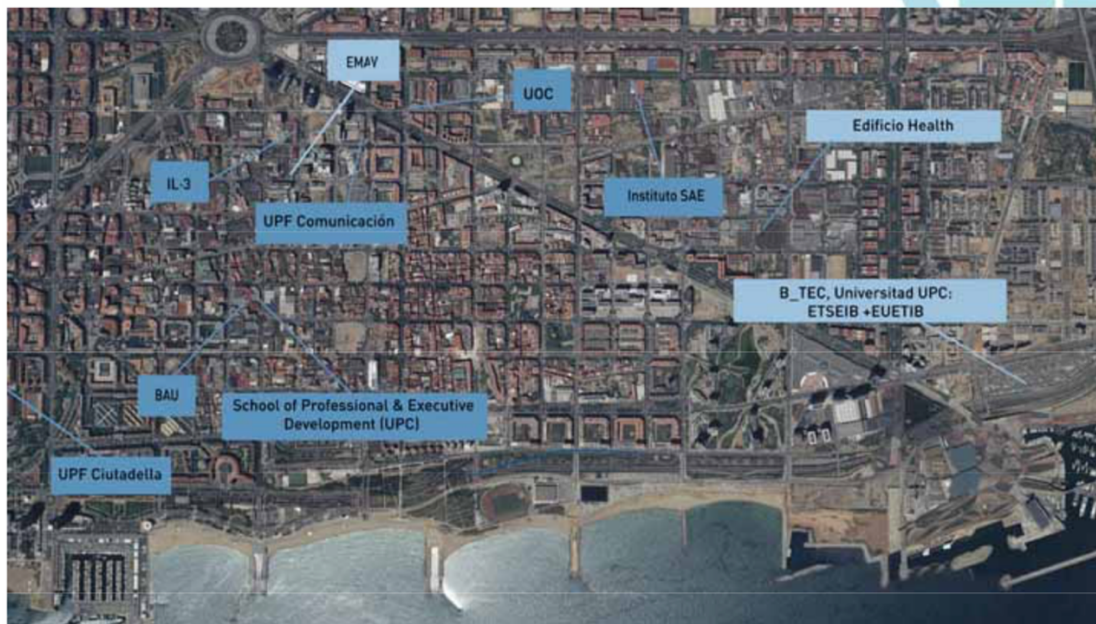 EMAV
UOC
Edificio Health
IL-3
Instituto SAE
UPF Comunicación
B_TEC, Universitad UPC:
ETSEIB +EUETIB
BAU
School of Professional & Executive
Development (UPC)
UPF Ciutadella